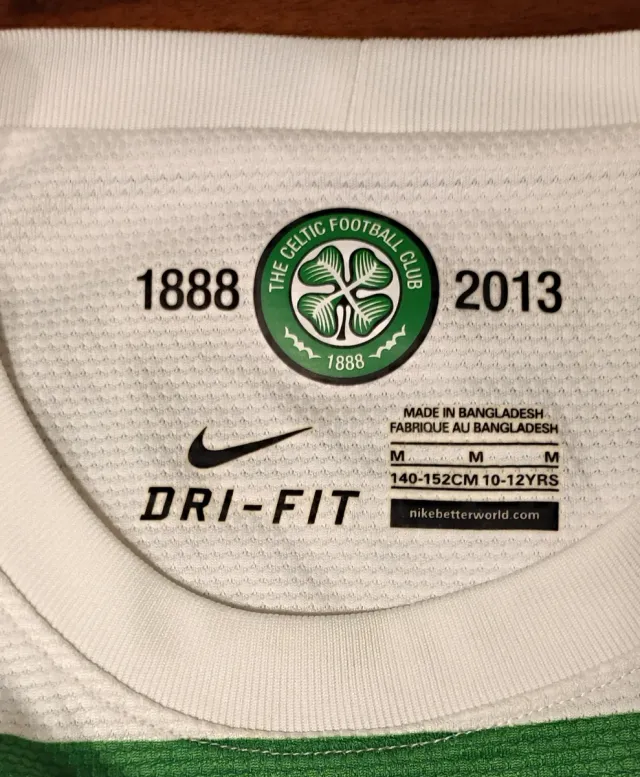 THE CELTIC FOOTBALL CLUB
1888 2013
1888
MADE IN BANGLADESH
FABRIQUE AU BANGLADESH
M M M
140-152CM 10-12YRS
DRI-FIT
nikebetterworld.com